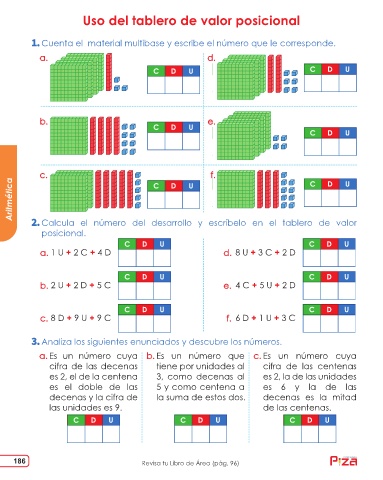 Uso del tablero de valor posicional
1. Cuenta el material multibase y escribe el número que le corresponde.
a.
C D U
d.
C D U
b.
C D U
e.
C D U
c.
C D U
f.
C D U
Aritmética
2. Calcula el número del desarrollo y escríbelo en el tablero de valor
posicional.
C D U
C D U
a. 1 U + 2 C + 4 D
d. 8 U + 3 C + 2 D
C D U
C D U
b. 2 U + 2 D + 5 C
e. 4 C + 5 U + 2 D
C D U
C D U
c. 8 D + 9 U + 9 C
f. 6 D + 1 U + 3 C
3. Analiza los siguientes enunciados y descubre los números.
a. Es un número cuya
cifra de las decenas
es 2, el de la centena
es el doble de las
decenas y la cifra de
las unidades es 9.
C D U
b. Es un número que
tiene por unidades al
3, como decenas al
5 y como centena a
la suma de estos dos.
C D U
c. Es un número cuya
cifra de las centenas
es 2, la de las unidades
es 6 y la de las
decenas es la mitad
de las centenas.
C D U
186
Revisa tu Libro de Área (pág. 96)
Piza